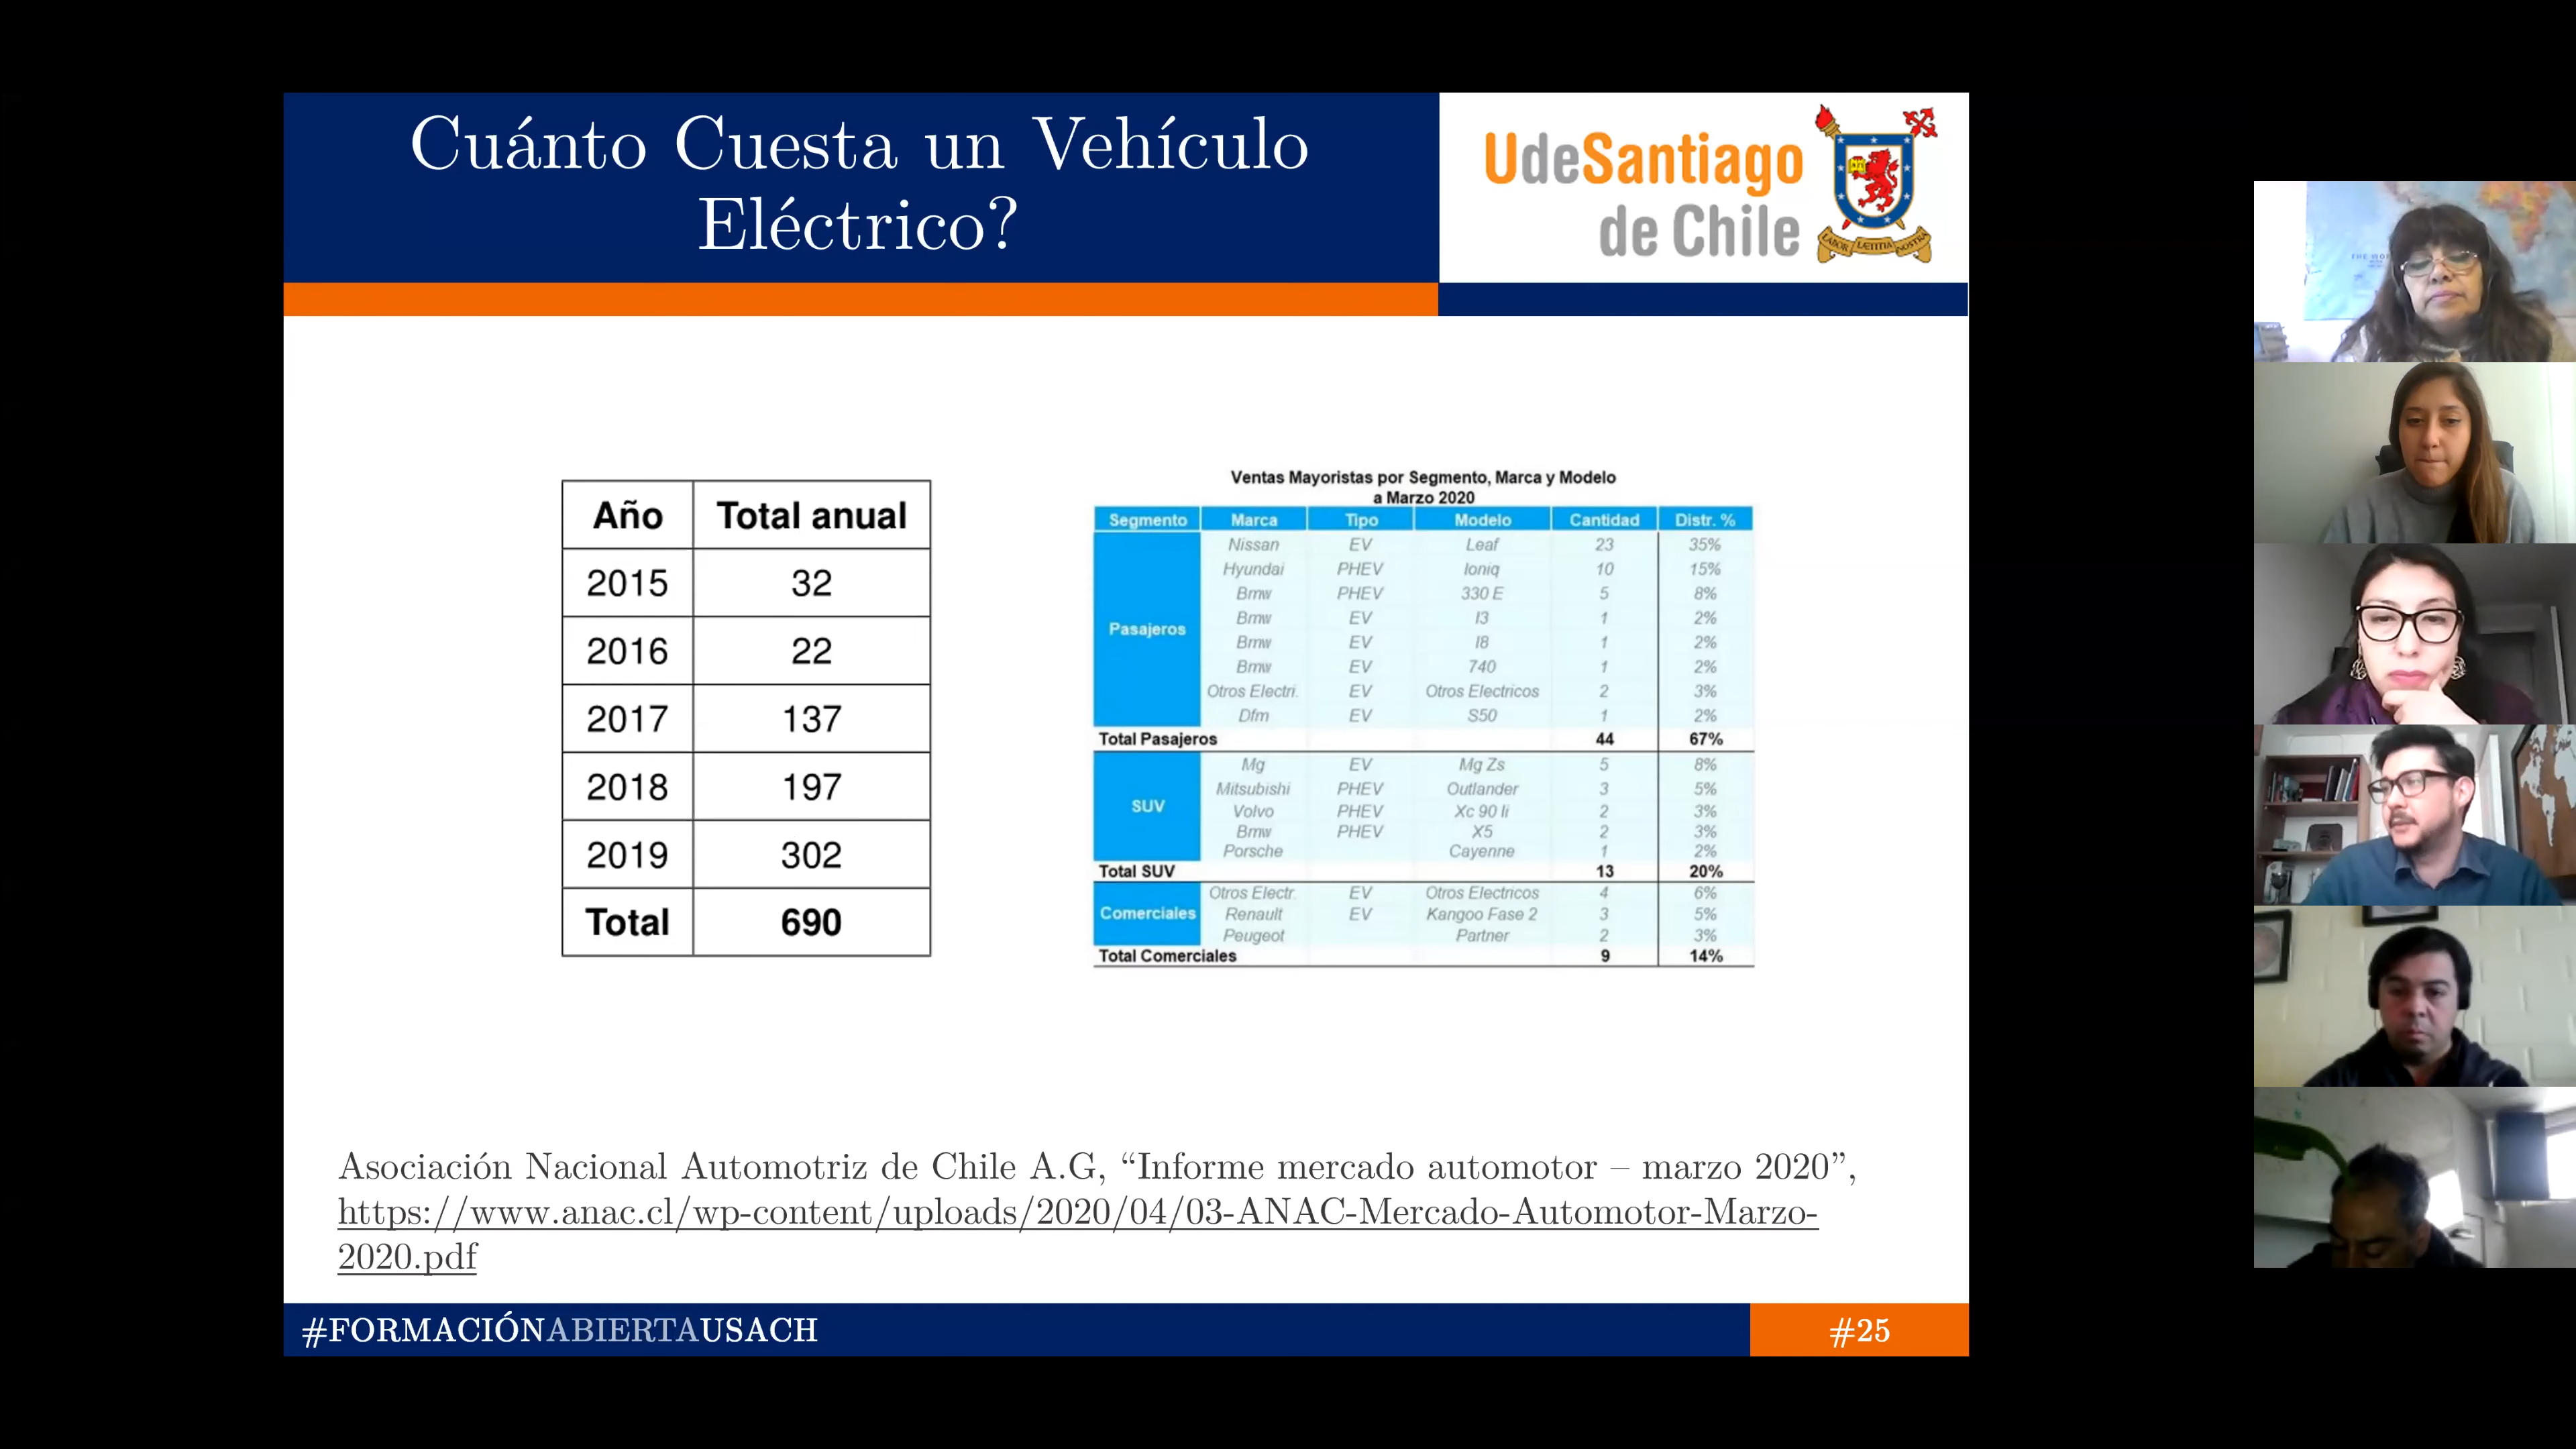 Cuánto Cuesta un Vehículo
Eléctrico?
UdeSantiago
de Chile
LABOR LÆTITIA NOSTRA
Año Total anual
2015 32
2016 22
2017 137
2018 197
2019 302
Total 690
Ventas Mayoristas por Segmento, Marca y Modelo
a Marzo 2020
Segmento Marca Tipo Modelo Cantidad Distr. %
Pasajeros
Nissan EV Leaf 23 35%
Hyundai PHEV Ioniq 10 15%
Bmw PHEV 330 E 5 8%
Bmw EV I3 1 2%
Bmw EV I8 1 2%
Bmw EV 740 1 2%
Otros Electri. EV Otros Electricos 2 3%
Dfm EV S50 1 2%
Total Pasajeros 44 67%
SUV
Mg EV Mg Zs 5 8%
Mitsubishi PHEV Outlander 3 5%
Volvo PHEV Xc 90 Ii 2 3%
Bmw PHEV X5 2 3%
Porsche Cayenne 1 2%
Total SUV 13 20%
Comerciales
Otros Electr. EV Otros Electricos 4 6%
Renault EV Kangoo Fase 2 3 5%
Peugeot Partner 2 3%
Total Comerciales 9 14%
Asociación Nacional Automotriz de Chile A.G, “Informe mercado automotor – marzo 2020”,
https://www.anac.cl/wp-content/uploads/2020/04/03-ANAC-Mercado-Automotor-Marzo-
2020.pdf
#FORMACIÓNABIERTAUSACH
#25